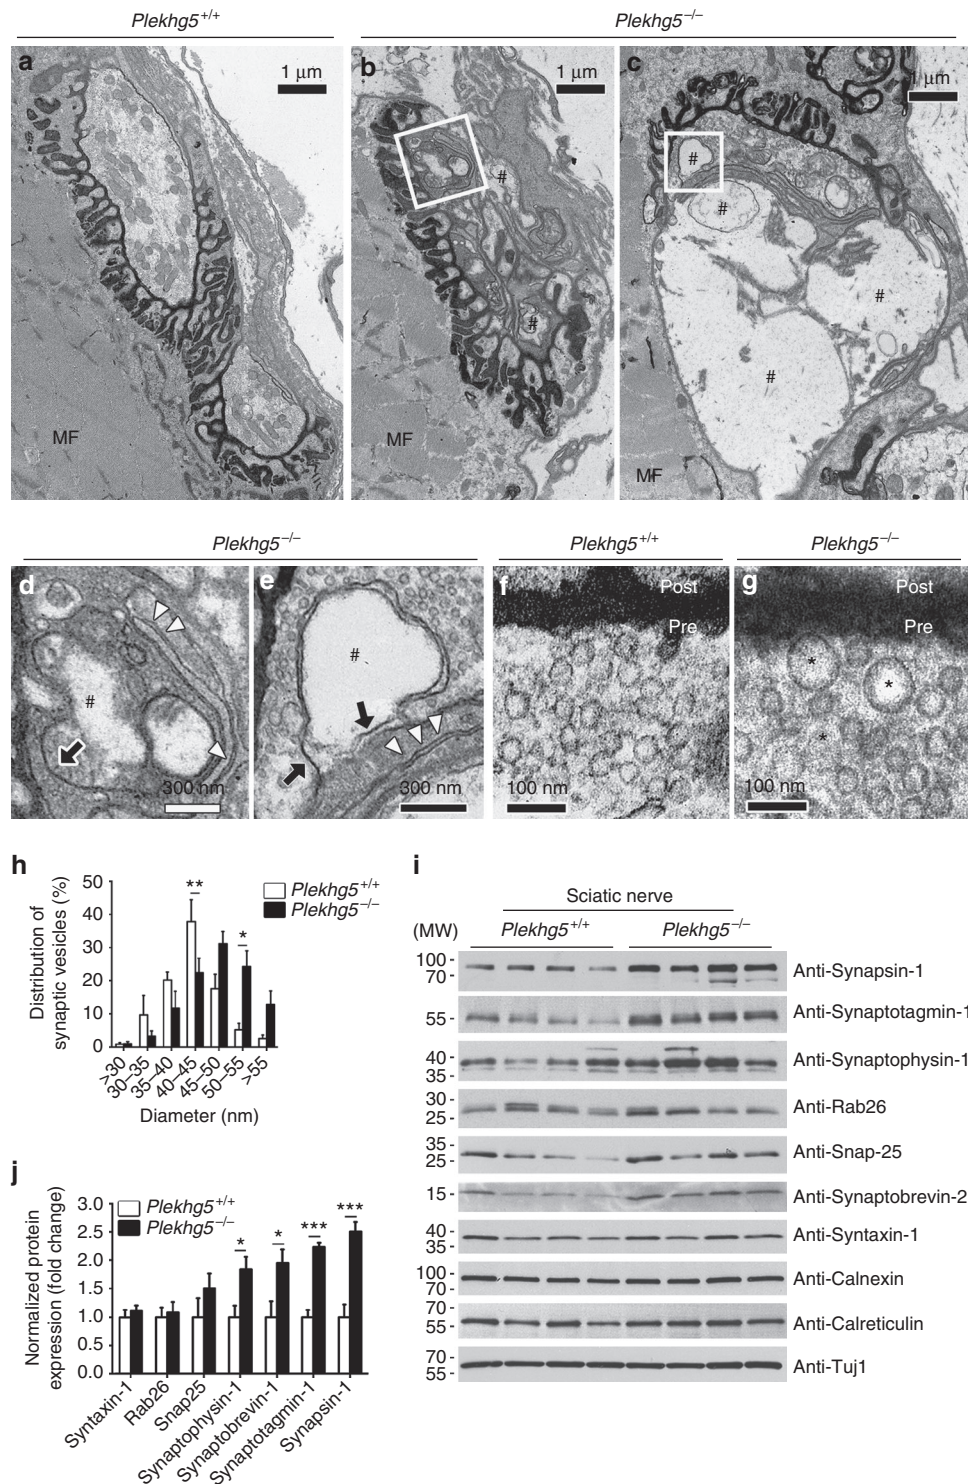 Plekhg5+/+ Plekhg5−/−
a 1 μm MF
b 1 μm # # MF
c 1 μm # # # # MF
Plekhg5−/− Plekhg5+/+ Plekhg5−/−
d # 300 nm
e # 300 nm
f Post Pre 100 nm
g Post Pre * * * 100 nm
h
Distribution of
synaptic vesicles (%)
50
40
30
20
10
0
** *
Plekhg5+/+
Plekhg5−/−
>30 30–35 35–40 40–45 45–50 50–55 >55
Diameter (nm)
i
Sciatic nerve
(MW) Plekhg5+/+ Plekhg5−/−
100 -
70 -
Anti-Synapsin-1
55 - Anti-Synaptotagmin-1
40 -
35 -
Anti-Synaptophysin-1
30 -
25 -
Anti-Rab26
35 -
25 -
Anti-Snap-25
15 - Anti-Synaptobrevin-2
40 -
35 -
Anti-Syntaxin-1
100 -
70 -
Anti-Calnexin
70 -
55 -
Anti-Calreticulin
70 -
55 -
Anti-Tuj1
j
Normalized protein
expression (fold change)
3.0
2.5
2.0
1.5
1.0
0.5
0.0
Plekhg5+/+
Plekhg5−/−
* * *** ***
Syntaxin-1
Rab26
Snap25
Synaptophysin-1
Synaptobrevin-1
Synaptotagmin-1
Synapsin-1